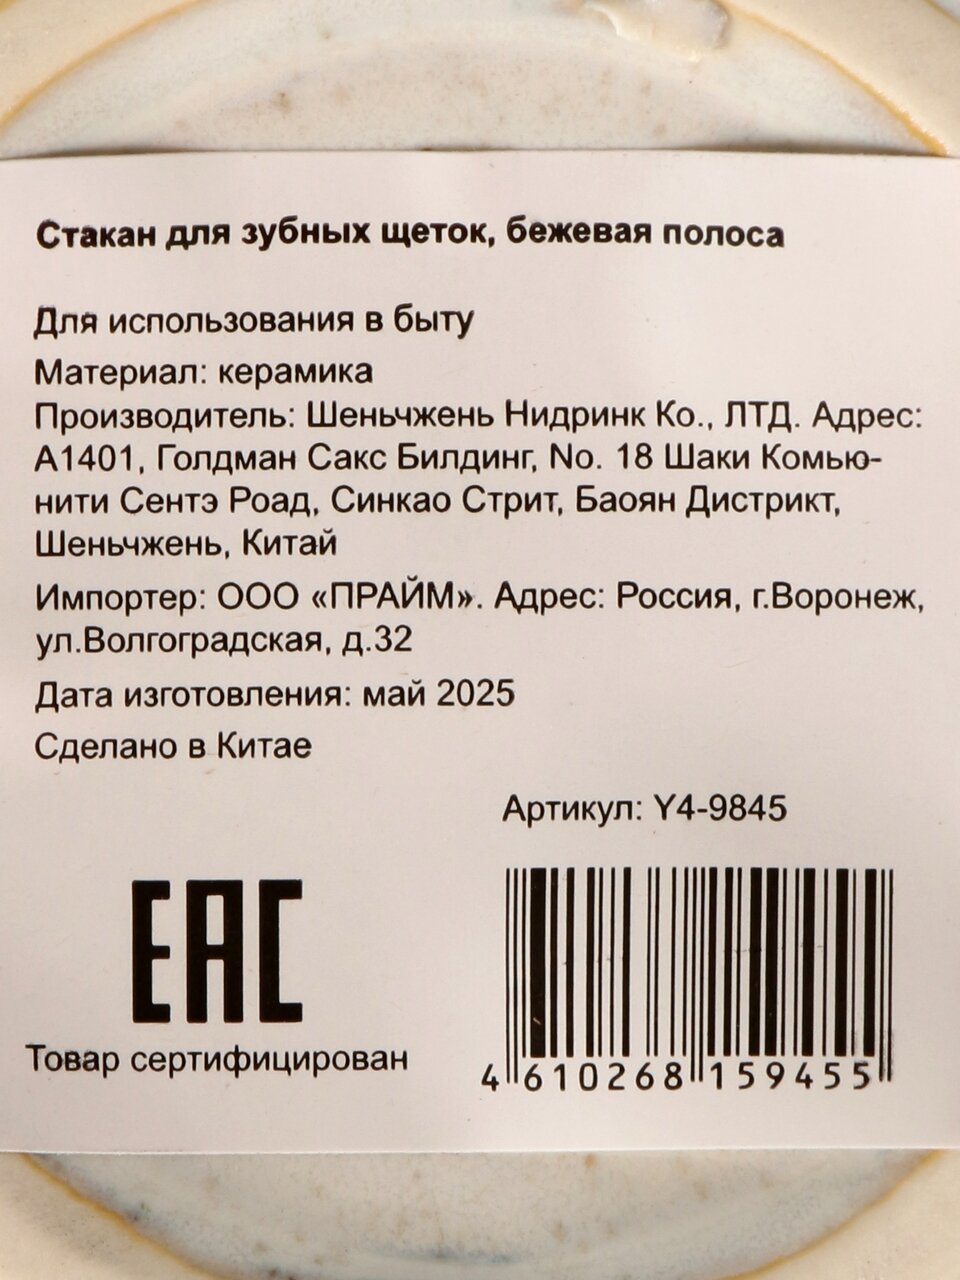 Стакан для зубных щеток, бежевая полоса
Для использования в быту
Материал: керамика
Производитель: Шеньчжень Нидринк Ко., ЛТД. Адрес:
А1401, Голдман Сакс Билдинг, No. 18 Шаки Комью-
нити Сентэ Роад, Синкао Стрит, Баоян Дистрикт,
Шеньчжень, Китай
Импортер: ООО «ПРАЙМ». Адрес: Россия, г.Воронеж,
ул.Волгоградская, д.32
Дата изготовления: май 2025
Сделано в Китае
Артикул: Y4-9845
EAC
Товар сертифицирован
4 610268 159455